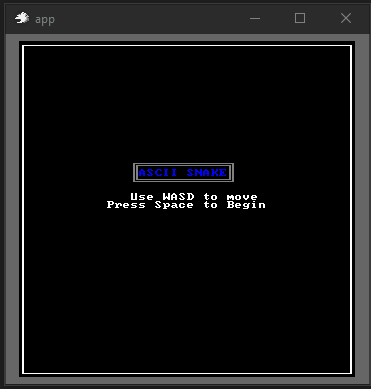 app
ASCII SNAKE
Use WASD to move
Press Space to Begin